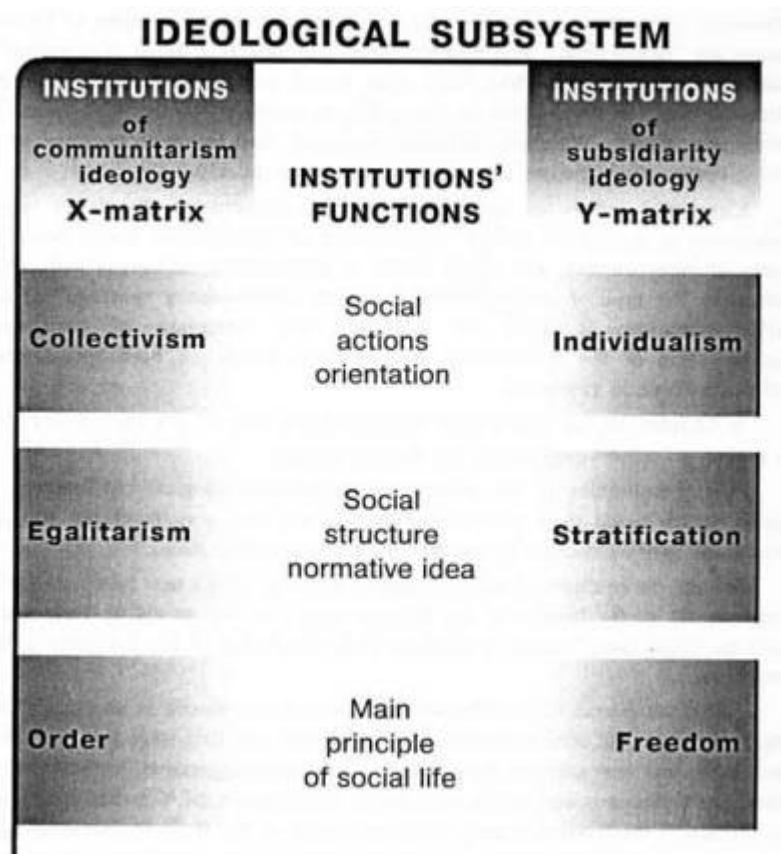 IDEOLOGICAL SUBSYSTEM
INSTITUTIONS
of
communitarism
ideology
X-matrix
INSTITUTIONS'
FUNCTIONS
INSTITUTIONS
of
subsidiarity
ideology
Y-matrix
Collectivism
Social
actions
orientation
Individualism
Egalitarism
Social
structure
normative idea
Stratification
Order
Main
principle
of social life
Freedom